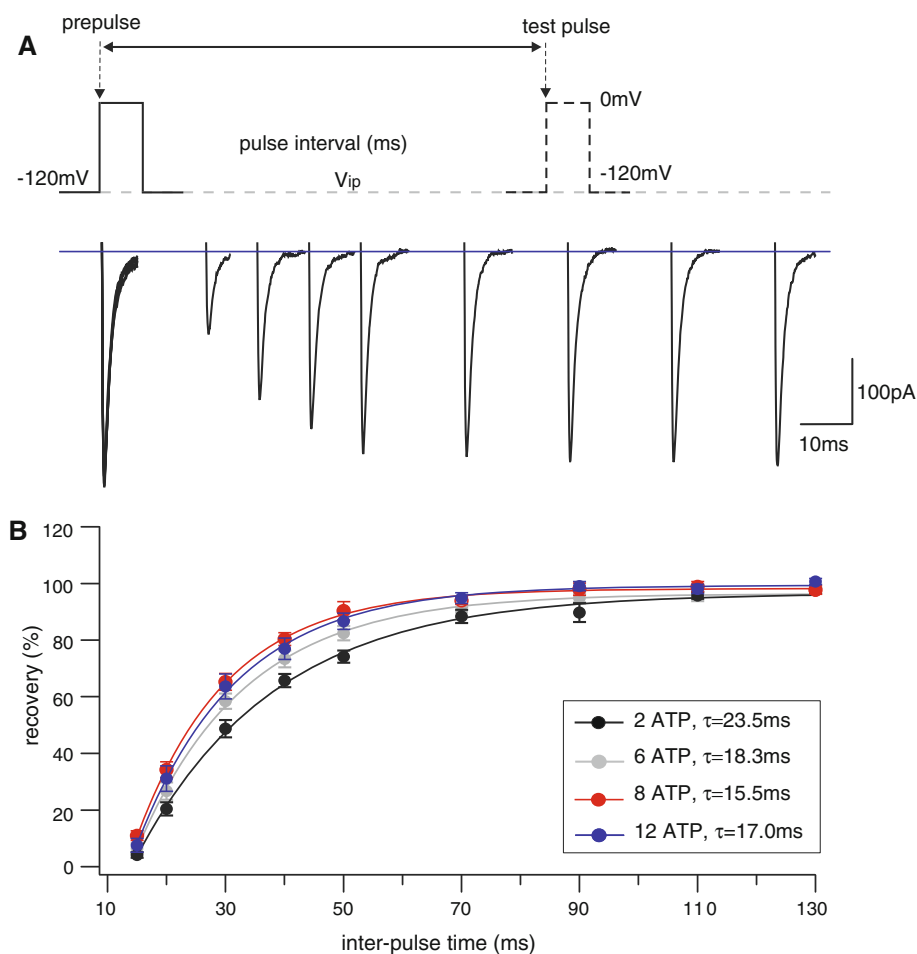 A
prepulse
test pulse
0mV
pulse interval (ms)
-120mV
Vip
-120mV
100pA
10ms
B
120
100
80
60
40
20
0
recovery (%)
2 ATP, τ=23.5ms
6 ATP, τ=18.3ms
8 ATP, τ=15.5ms
12 ATP, τ=17.0ms
10 30 50 70 90 110 130
inter-pulse time (ms)